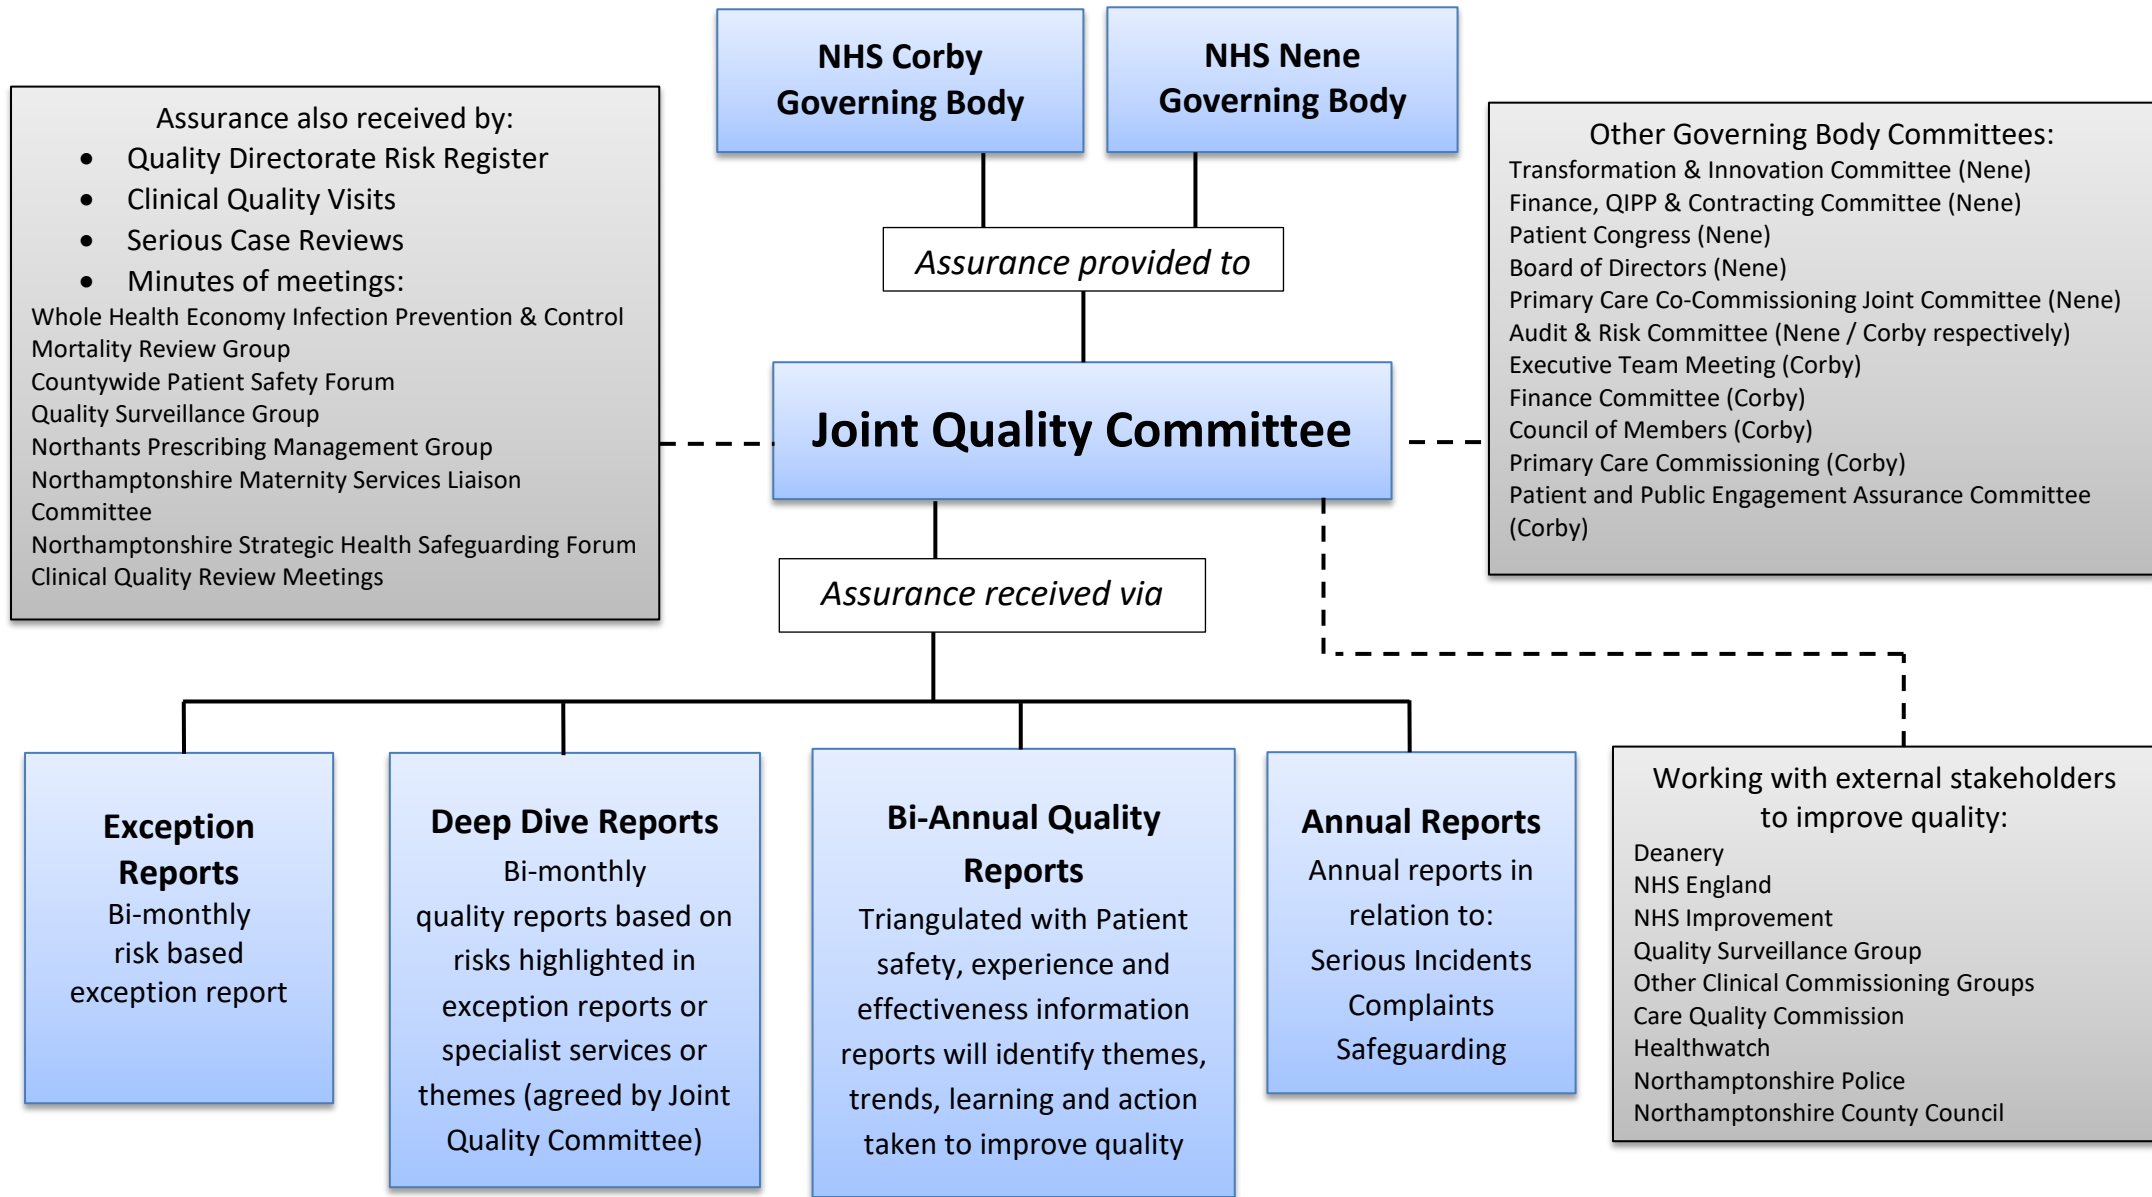 NHS Corby
Governing Body
NHS Nene
Governing Body
Assurance also received by:
• Quality Directorate Risk Register
• Clinical Quality Visits
• Serious Case Reviews
• Minutes of meetings:
Whole Health Economy Infection Prevention & Control
Mortality Review Group
Countywide Patient Safety Forum
Quality Surveillance Group
Northants Prescribing Management Group
Northamptonshire Maternity Services Liaison
Committee
Northamptonshire Strategic Health Safeguarding Forum
Clinical Quality Review Meetings
Assurance provided to
Other Governing Body Committees:
Transformation & Innovation Committee (Nene)
Finance, QIPP & Contracting Committee (Nene)
Patient Congress (Nene)
Board of Directors (Nene)
Primary Care Co-Commissioning Joint Committee (Nene)
Audit & Risk Committee (Nene / Corby respectively)
Executive Team Meeting (Corby)
Finance Committee (Corby)
Council of Members (Corby)
Primary Care Commissioning (Corby)
Patient and Public Engagement Assurance Committee
(Corby)
Joint Quality Committee
Assurance received via
Exception
Reports
Bi-monthly
risk based
exception report
Deep Dive Reports
Bi-monthly
quality reports based on
risks highlighted in
exception reports or
specialist services or
themes (agreed by Joint
Quality Committee)
Bi-Annual Quality
Reports
Triangulated with Patient
safety, experience and
effectiveness information
reports will identify themes,
trends, learning and action
taken to improve quality
Annual Reports
Annual reports in
relation to:
Serious Incidents
Complaints
Safeguarding
Working with external stakeholders
to improve quality:
Deanery
NHS England
NHS Improvement
Quality Surveillance Group
Other Clinical Commissioning Groups
Care Quality Commission
Healthwatch
Northamptonshire Police
Northamptonshire County Council